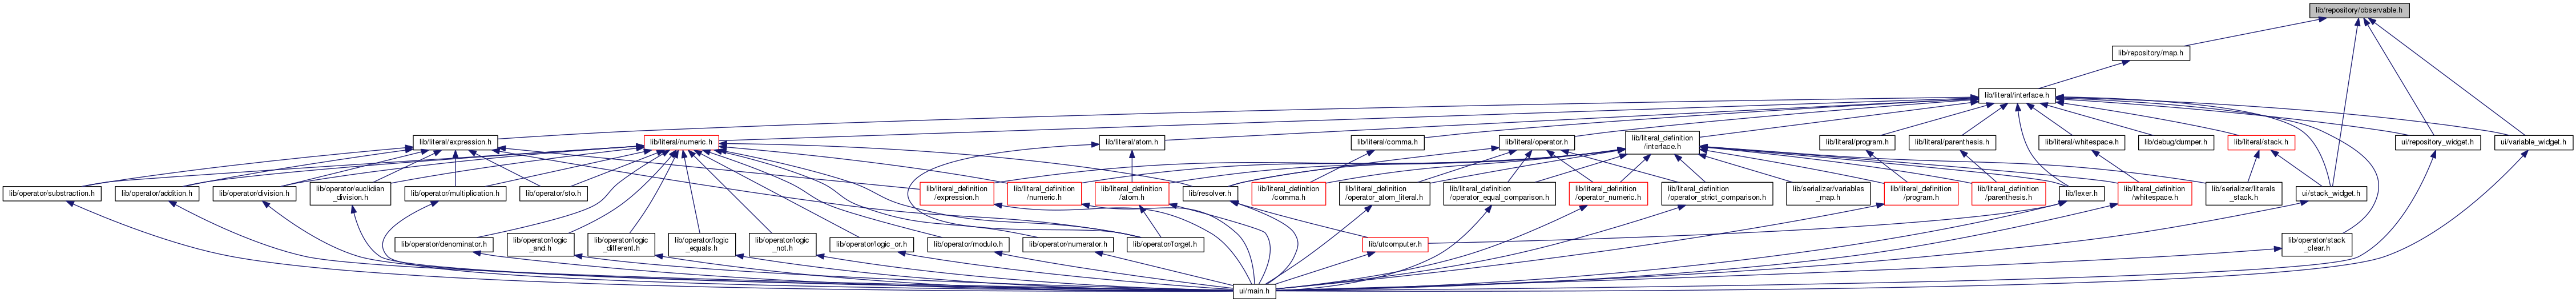 lib/repository/observable.h
lib/repository/map.h
lib/literal/interface.h
lib/literal/expression.h
lib/literal/numeric.h
lib/literal/atom.h
lib/literal/comma.h
lib/literal/operator.h
lib/literal_definition
/interface.h
lib/literal/program.h
lib/literal/parenthesis.h
lib/literal/whitespace.h
lib/debug/dumper.h
lib/literal/stack.h
ui/repository_widget.h
ui/variable_widget.h
lib/operator/substraction.h
lib/operator/addition.h
lib/operator/division.h
lib/operator/euclidian
_division.h
lib/operator/multiplication.h
lib/operator/sto.h
lib/literal_definition
/expression.h
lib/literal_definition
/numeric.h
lib/literal_definition
/atom.h
lib/resolver.h
lib/literal_definition
/comma.h
lib/literal_definition
/operator_atom_literal.h
lib/literal_definition
/operator_equal_comparison.h
lib/literal_definition
/operator_numeric.h
lib/literal_definition
/operator_strict_comparison.h
lib/serializer/variables
_map.h
lib/literal_definition
/program.h
lib/literal_definition
/parenthesis.h
lib/lexer.h
lib/literal_definition
/whitespace.h
lib/serializer/literals
_stack.h
ui/stack_widget.h
lib/operator/denominator.h
lib/operator/logic
_and.h
lib/operator/logic
_different.h
lib/operator/logic
_equals.h
lib/operator/logic
_not.h
lib/operator/logic_or.h
lib/operator/modulo.h
lib/operator/numerator.h
lib/operator/forget.h
lib/utcomputer.h
lib/operator/stack
_clear.h
ui/main.h